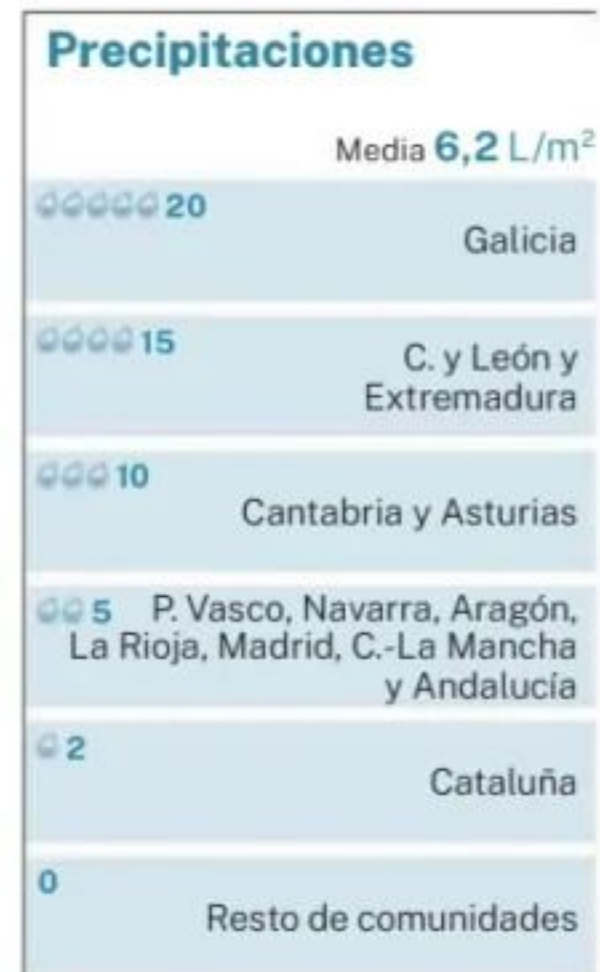 Precipitaciones
Media 6,2 L/m²
20
Galicia
15
C. y León y
Extremadura
10
Cantabria y Asturias
5 P. Vasco, Navarra, Aragón,
La Rioja, Madrid, C.-La Mancha
y Andalucía
2
Cataluña
0
Resto de comunidades